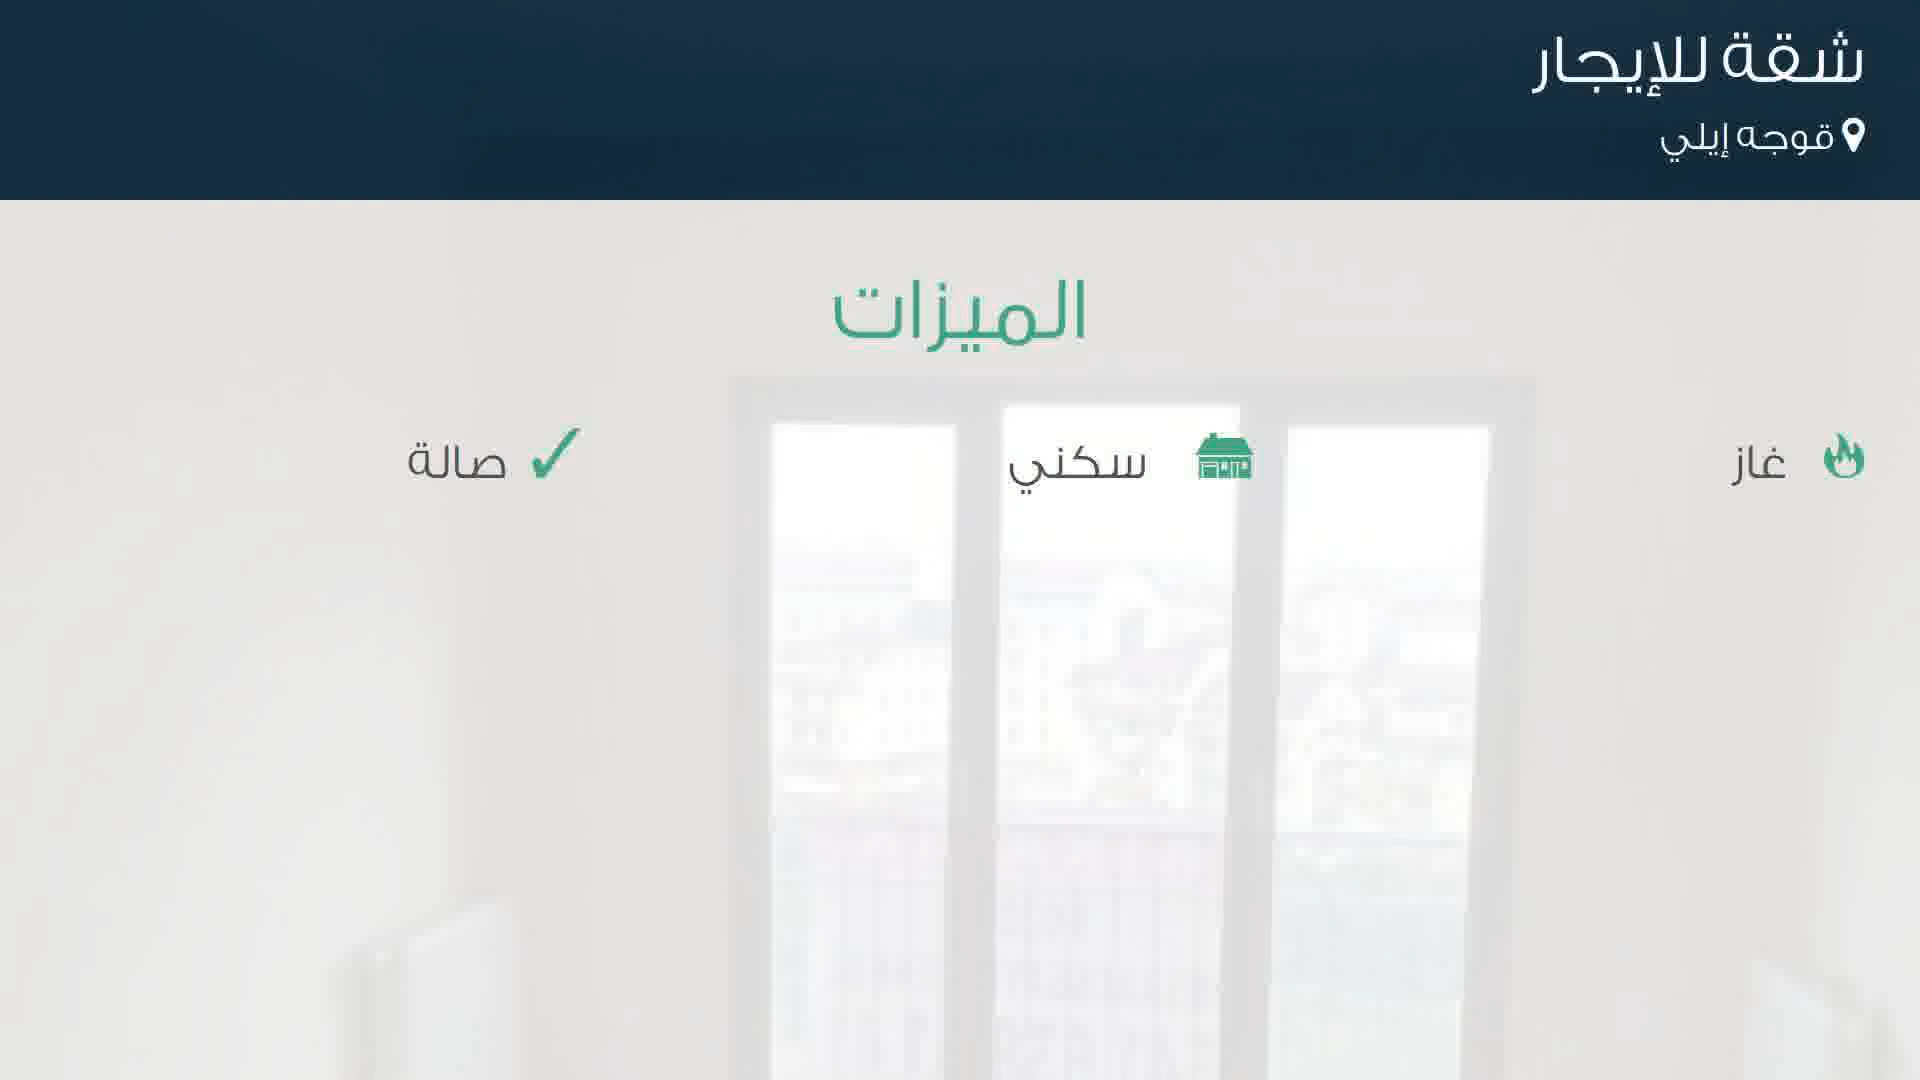 شقة للإيجار
قوجه إيلي
الميزات
غاز
سكني
صالة